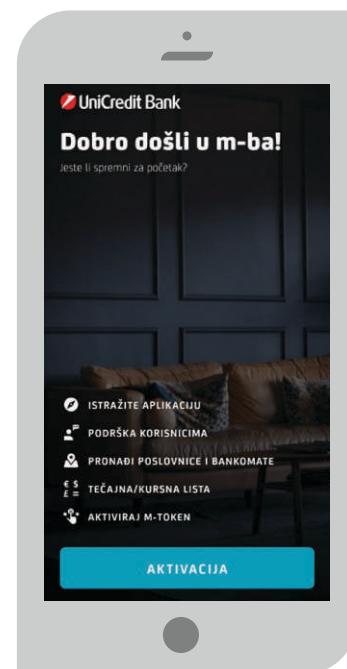 UniCredit Bank
Dobro došli u m-ba!
Jeste li spremni za početak?
ISTRAŽITE APLIKACIJU
PODRŠKA KORISNICIMA
PRONAĐI POSLOVNICE I BANKOMATE
€ $
£ =
TEČAJNA/KURSNA LISTA
AKTIVIRAJ M-TOKEN
AKTIVACIJA